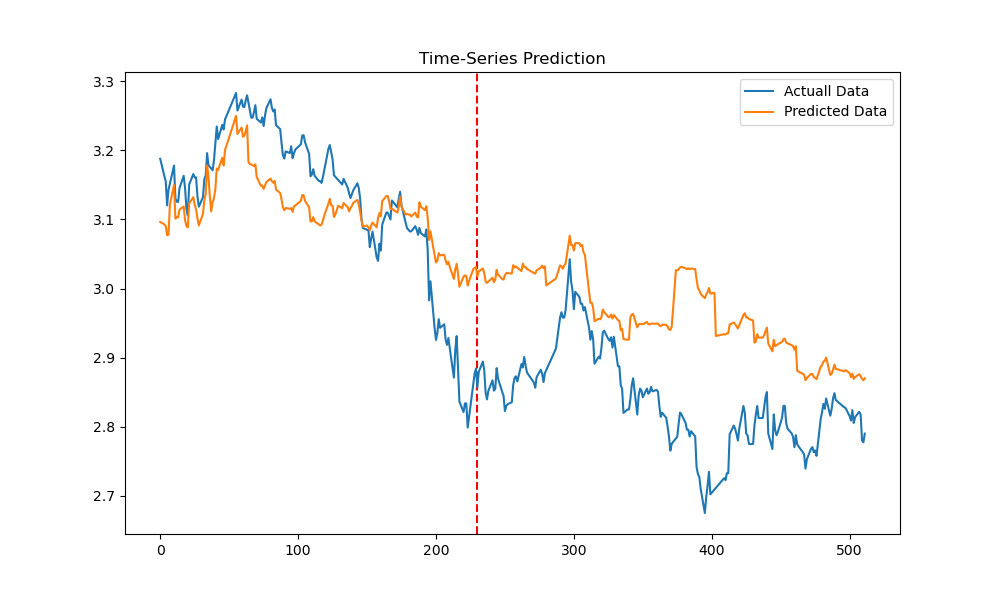 Time-Series Prediction
Actuall Data
Predicted Data
3.3
3.2
3.1
3.0
2.9
2.8
2.7
0 100 200 300 400 500